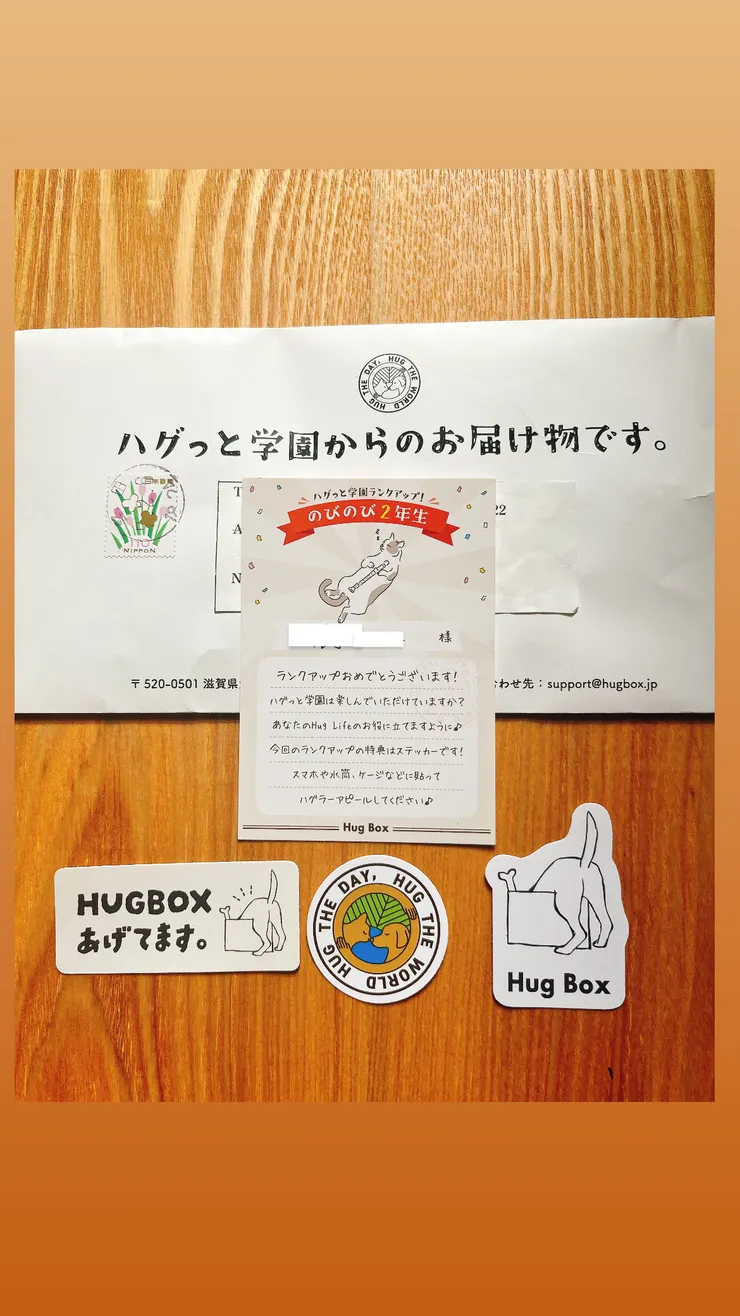 HUG THE DAY, HUG THE WORLD
ハグっと学園からのお届け物です。
日本郵便
110
NIPPON
T
A
N
22
ハグっと学園ランクアップ!
のびのび2年生
z z
様
ランクアップおめでとうございます!
ハグっと学園は楽しんでいただけていますか?
あなたのHug Lifeのお役に立てますように♪
今回のランクアップの特典はステッカーです!
スマホや水筒、ケージなどに貼って
ハグラーアピールしてください♪
Hug Box
〒520-0501 滋賀県
わせ先:support@hugbox.jp
HUGBOX
あげてます。
HUG THE DAY, HUG THE WORLD
Hug Box